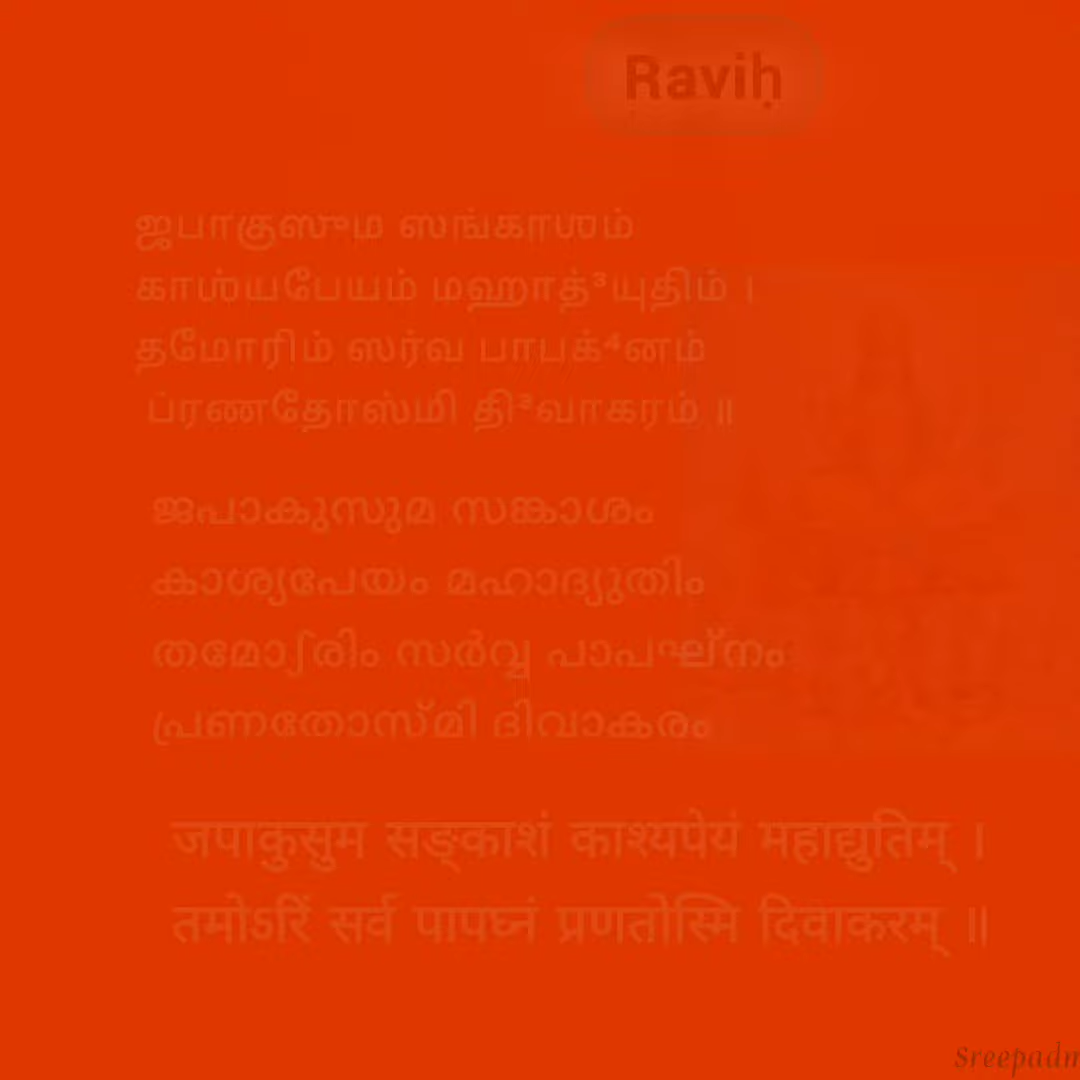 Raviḥ
ஜபாகுஸும ஸங்காஶம்
காஶ்யபேயம் மஹாத்³யுதிம் ।
தமோரிம் ஸர்வ பாபக்⁴னம்
ப்ரணதோஸ்மி தி³வாகரம் ॥
ജപാകുസുമ സങ്കാശം
കാശ്യപേയം മഹാദ്യുതിം
തമോഽരിം സർവ്വ പാപഘ്നം
പ്രണതോസ്മി ദിവാകരം
जपाकुसुम सङ्काशं काश्यपेयं महाद्युतिम् ।
तमोऽरिं सर्व पापघ्नं प्रणतोस्मि दिवाकरम् ॥